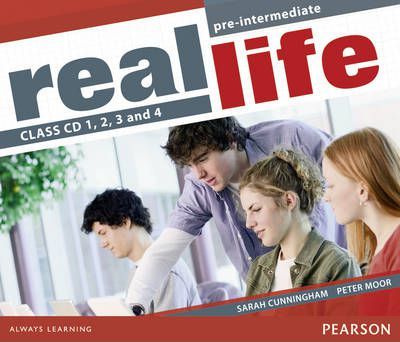 pre-intermediate
real
life
CLASS CD 1, 2, 3 and 4
SARAH CUNNINGHAM PETER MOOR
ALWAYS LEARNING
PEARSON